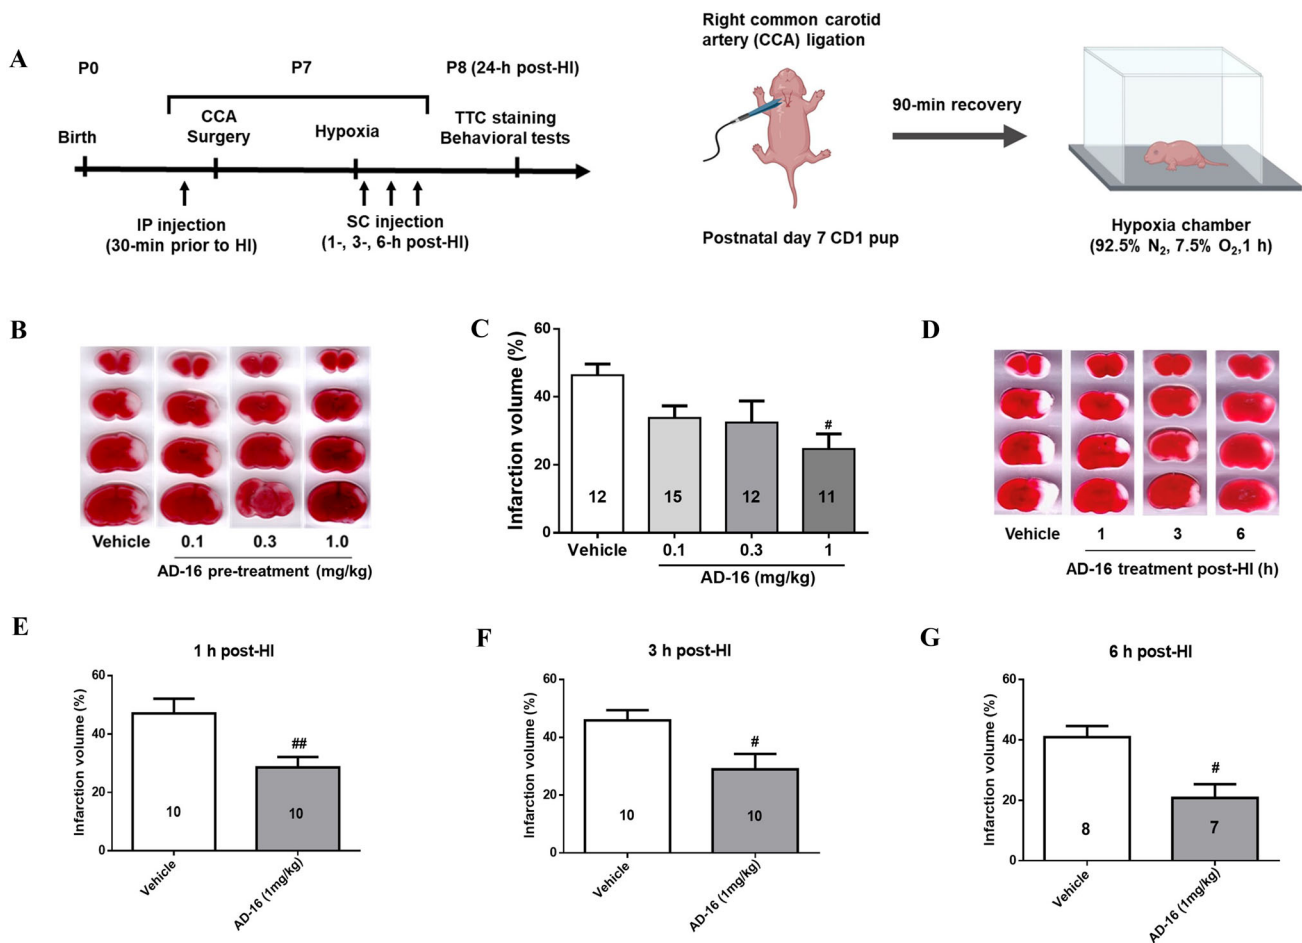 A
P0
P7
P8 (24-h post-HI)
Birth
CCA
Surgery
Hypoxia
TTC staining
Behavioral tests
IP injection
(30-min prior to HI)
SC injection
(1-, 3-, 6-h post-HI)
Right common carotid
artery (CCA) ligation
90-min recovery
Postnatal day 7 CD1 pup
Hypoxia chamber
(92.5% N₂, 7.5% O₂,1 h)
B
Vehicle 0.1 0.3 1.0
AD-16 pre-treatment (mg/kg)
C
Infarction volume (%)
60
40
20
0
#
12 15 12 11
Vehicle 0.1 0.3 1
AD-16 (mg/kg)
D
Vehicle 1 3 6
AD-16 treatment post-HI (h)
E
1 h post-HI
Infarction volume (%)
60
40
20
0
##
10 10
Vehicle
AD-16 (1mg/kg)
F
3 h post-HI
Infarction volume (%)
60
40
20
0
#
10 10
Vehicle
AD-16 (1mg/kg)
G
6 h post-HI
Infarction volume (%)
60
40
20
0
#
8 7
Vehicle
AD-16 (1mg/kg)